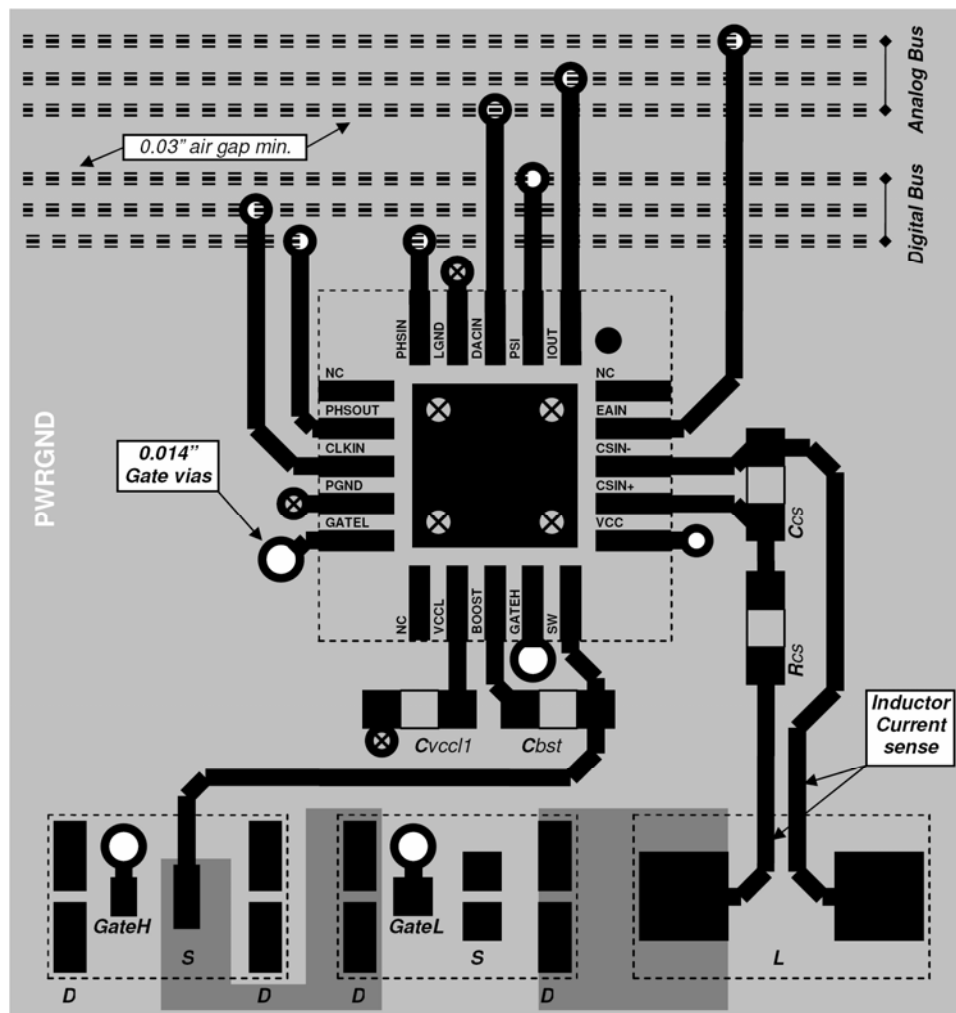 Analog Bus
0.03” air gap min.
Digital Bus
PHSIN
LGND
DACIN
PSI
IOUT
NC
PHSOUT
CLKIN
PGND
GATEL
NC
EAIN
CSIN-
CSIN+
VCC
NC
VCCL
BOOST
GATEH
SW
PWRGND
0.014”
Gate vias
Ccs
Rcs
Cvccl1
Cbst
Inductor
Current
sense
GateH
S
D
D
GateL
S
D
D
L